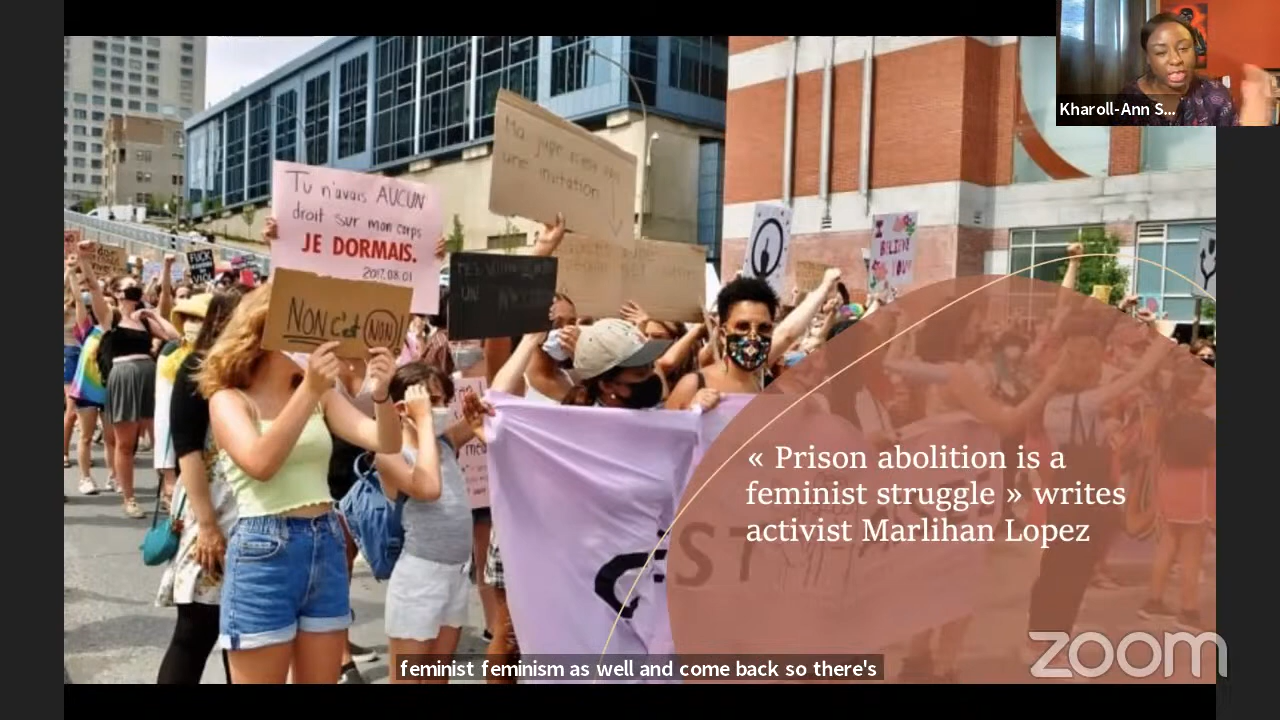 Kharoll-Ann S...
Ma jupe n'est pas
une invitation
Tu n'avais AUCUN
droit sur mon corps
JE DORMAIS.
2017.08.01
NON c'est NON!
FUCK
I
BELIEVE
YOU
« Prison abolition is a
feminist struggle » writes
activist Marlihan Lopez
ST
feminist feminism as well and come back so there's
zoom